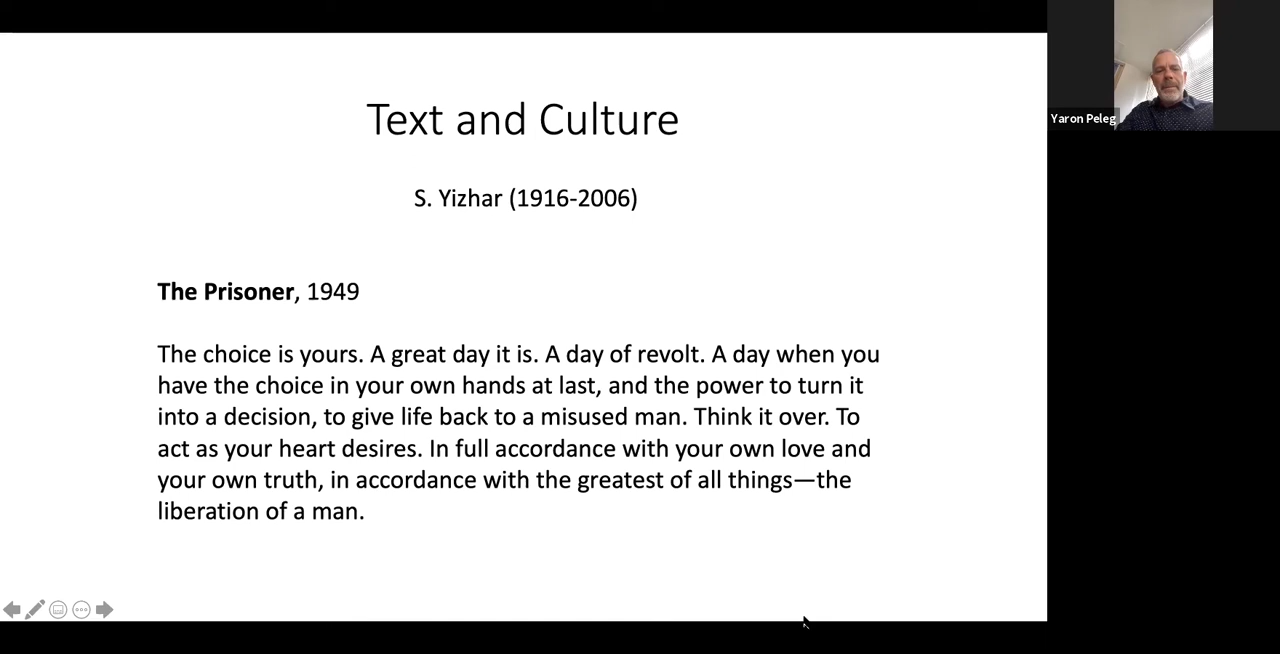 Text and Culture
S. Yizhar (1916-2006)
The Prisoner, 1949
The choice is yours. A great day it is. A day of revolt. A day when you
have the choice in your own hands at last, and the power to turn it
into a decision, to give life back to a misused man. Think it over. To
act as your heart desires. In full accordance with your own love and
your own truth, in accordance with the greatest of all things—the
liberation of a man.
Yaron Peleg